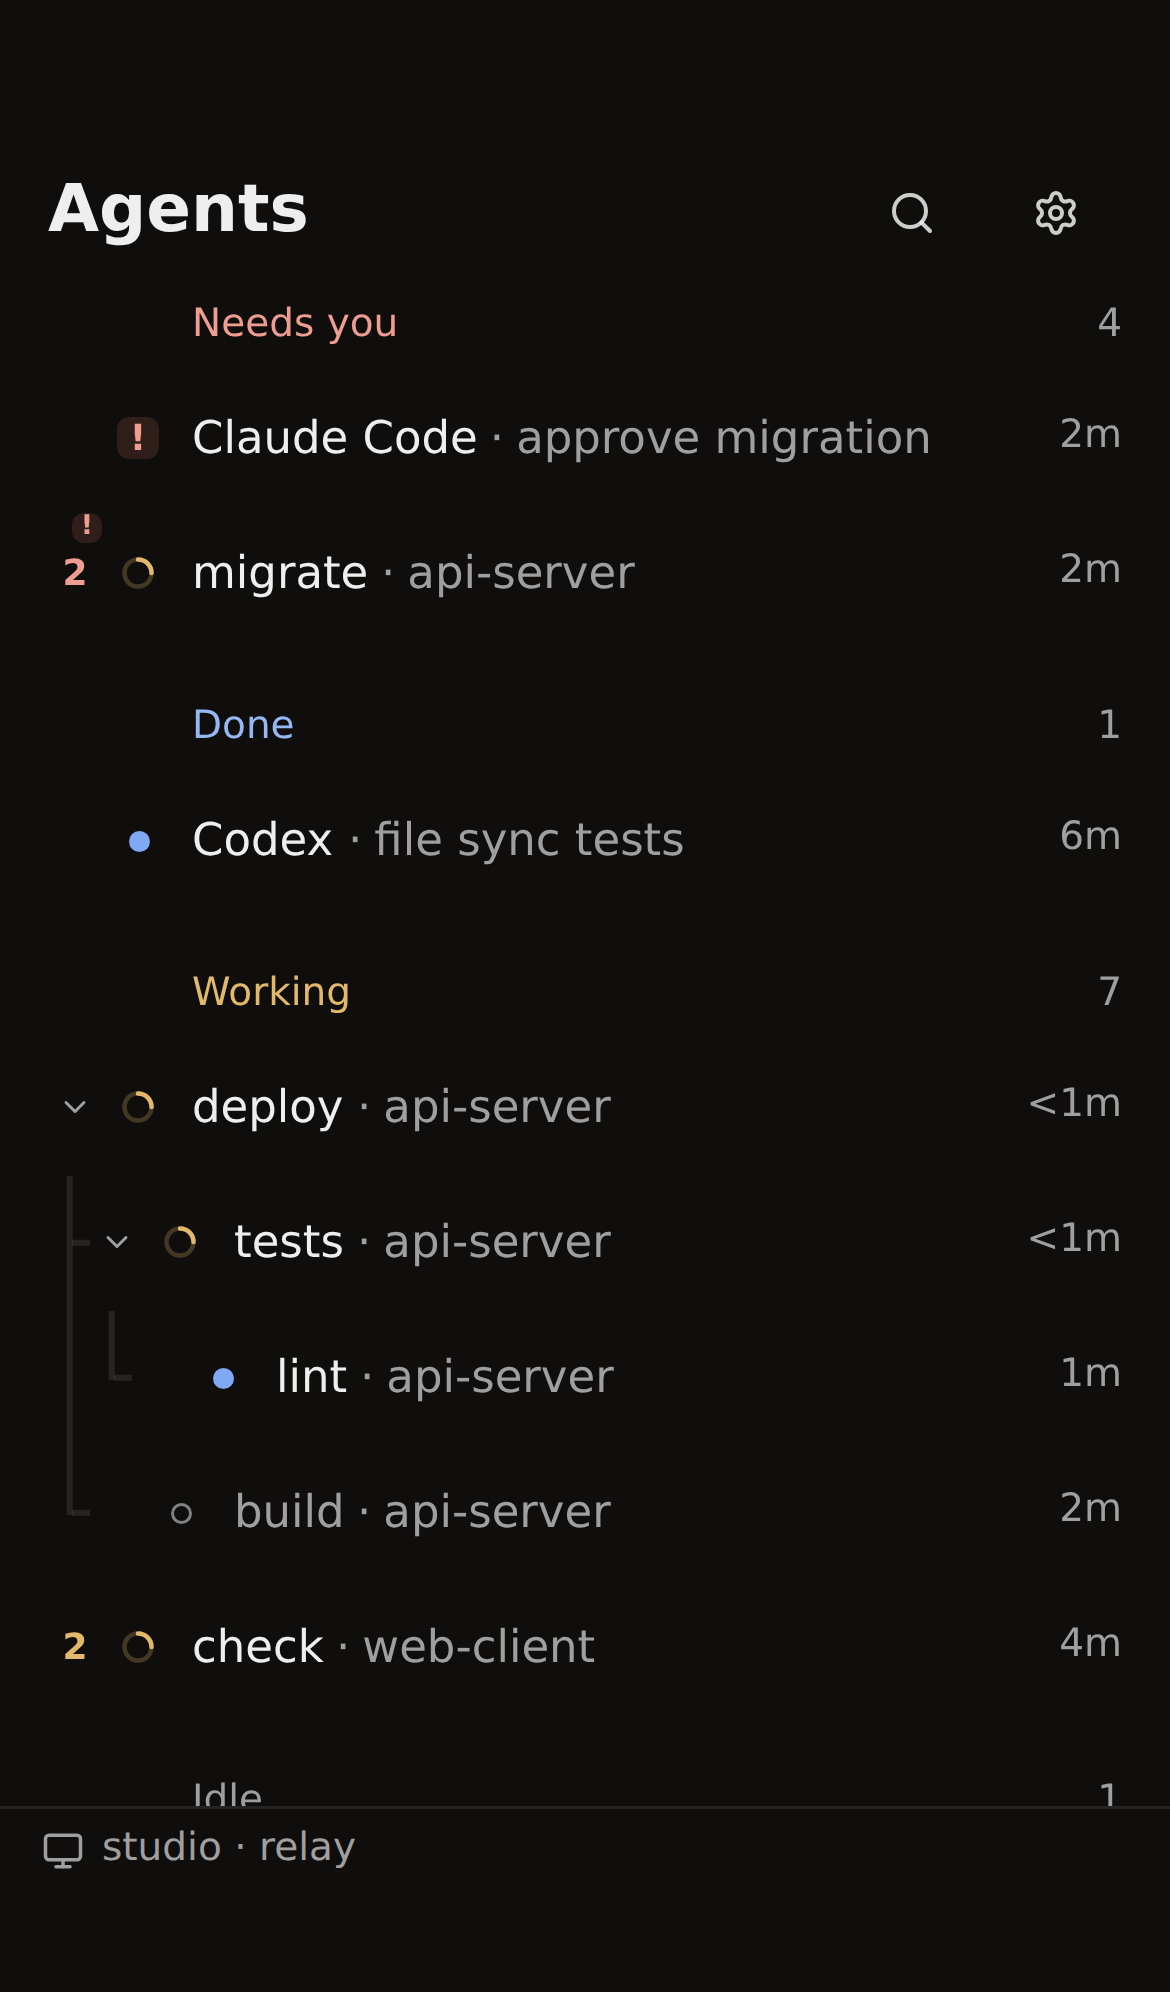 Agents
Needs you 4
! Claude Code · approve migration 2m
!
2 migrate · api-server 2m
Done 1
Codex · file sync tests 6m
Working 7
deploy · api-server <1m
tests · api-server <1m
lint · api-server 1m
build · api-server 2m
2 check · web-client 4m
Idle 1
studio · relay